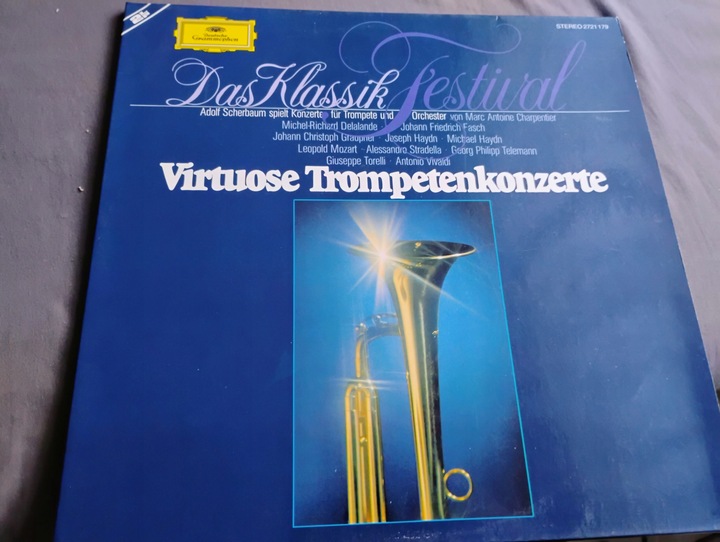 2LP
Deutsche
Grammophon
STEREO 2721 179
Das Klassik Festival
Adolf Scherbaum spielt Konzerte für Trompete und Orchester von Marc Antoine Charpentier
Michel-Richard Delalande · Johann Friedrich Fasch
Johann Christoph Graupner · Joseph Haydn · Michael Haydn
Leopold Mozart · Alessandro Stradella · Georg Philipp Telemann
Giuseppe Torelli · Antonio Vivaldi
Virtuose Trompetenkonzerte